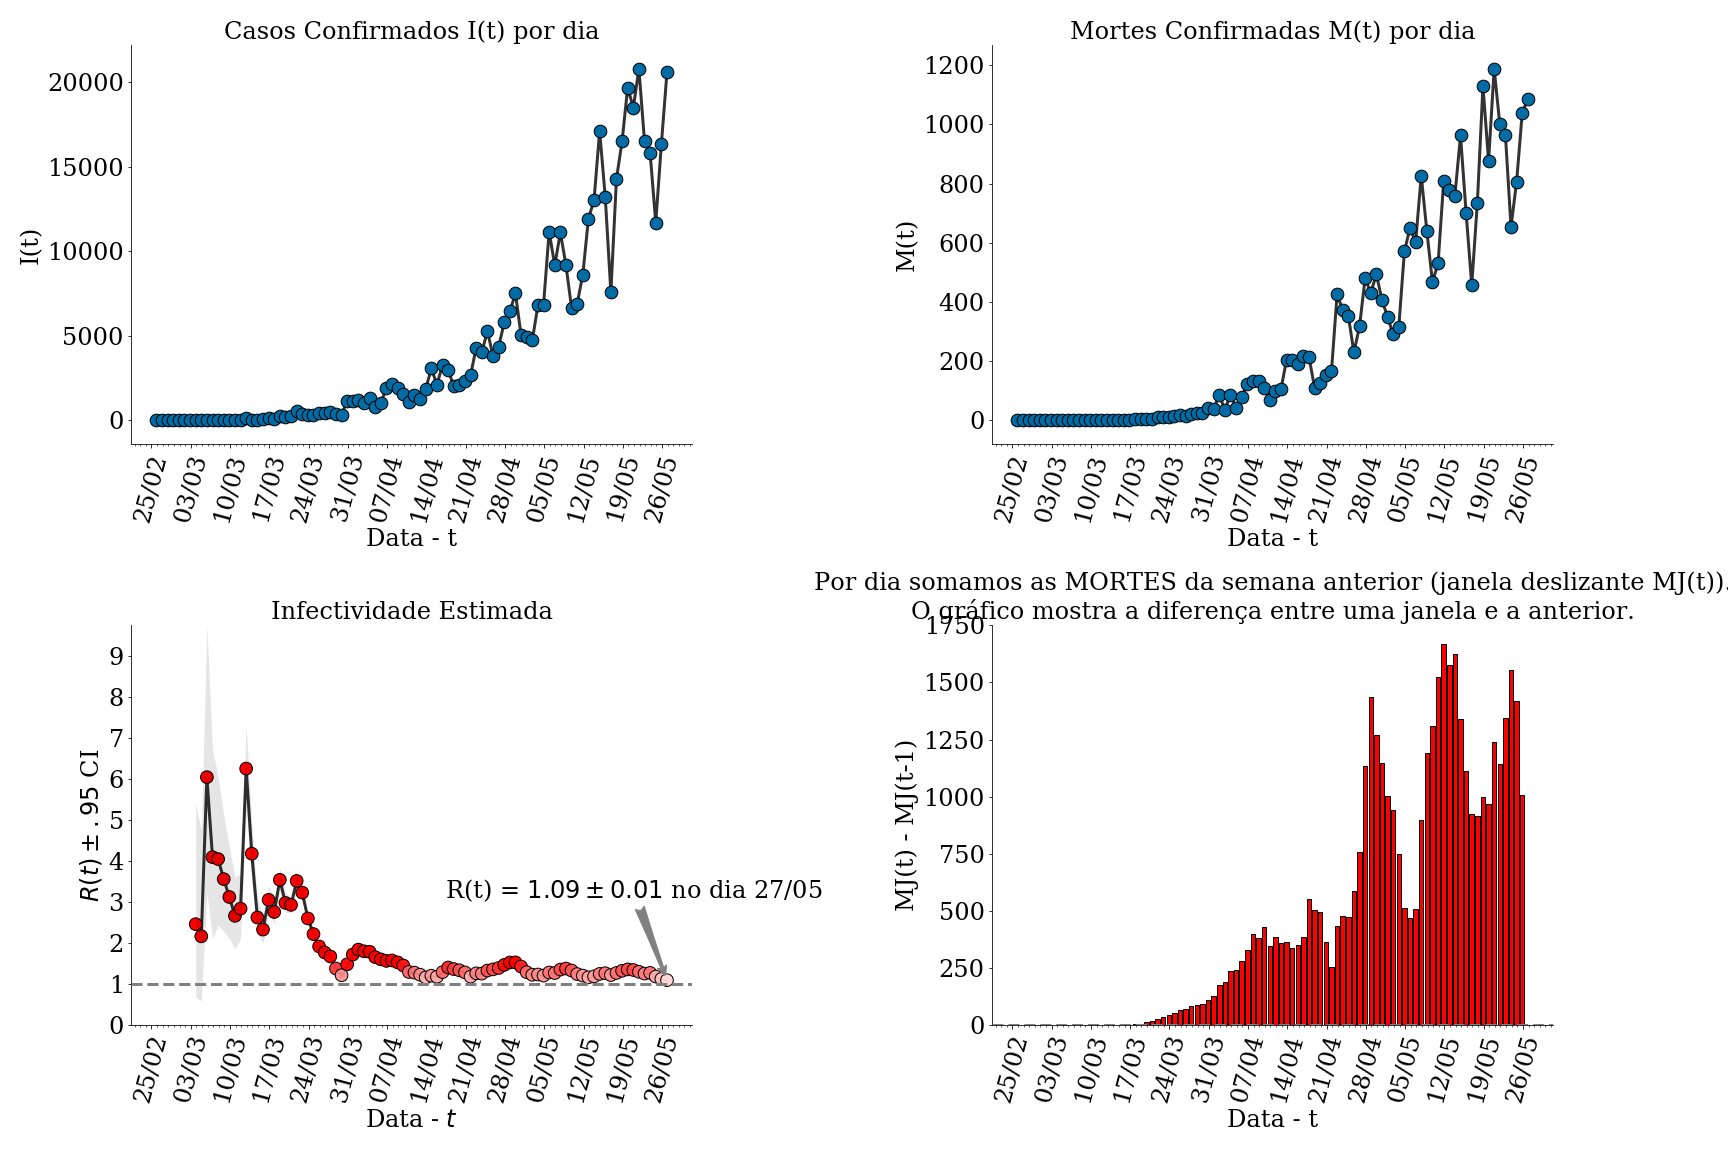 Casos Confirmados I(t) por dia
20000
15000
10000
5000
0
I(t)
25/02 03/03 10/03 17/03 24/03 31/03 07/04 14/04 21/04 28/04 05/05 12/05 19/05 26/05
Data - t
Mortes Confirmadas M(t) por dia
1200
1000
800
600
400
200
0
M(t)
25/02 03/03 10/03 17/03 24/03 31/03 07/04 14/04 21/04 28/04 05/05 12/05 19/05 26/05
Data - t
Infectividade Estimada
9
8
7
6
5
4
3
2
1
0
R(t) ± .95 CI
R(t) = 1.09 ± 0.01 no dia 27/05
25/02 03/03 10/03 17/03 24/03 31/03 07/04 14/04 21/04 28/04 05/05 12/05 19/05 26/05
Data - t
Por dia somamos as MORTES da semana anterior (janela deslizante MJ(t)).
O gráfico mostra a diferença entre uma janela e a anterior.
1750
1500
1250
1000
750
500
250
0
MJ(t) - MJ(t-1)
25/02 03/03 10/03 17/03 24/03 31/03 07/04 14/04 21/04 28/04 05/05 12/05 19/05 26/05
Data - t